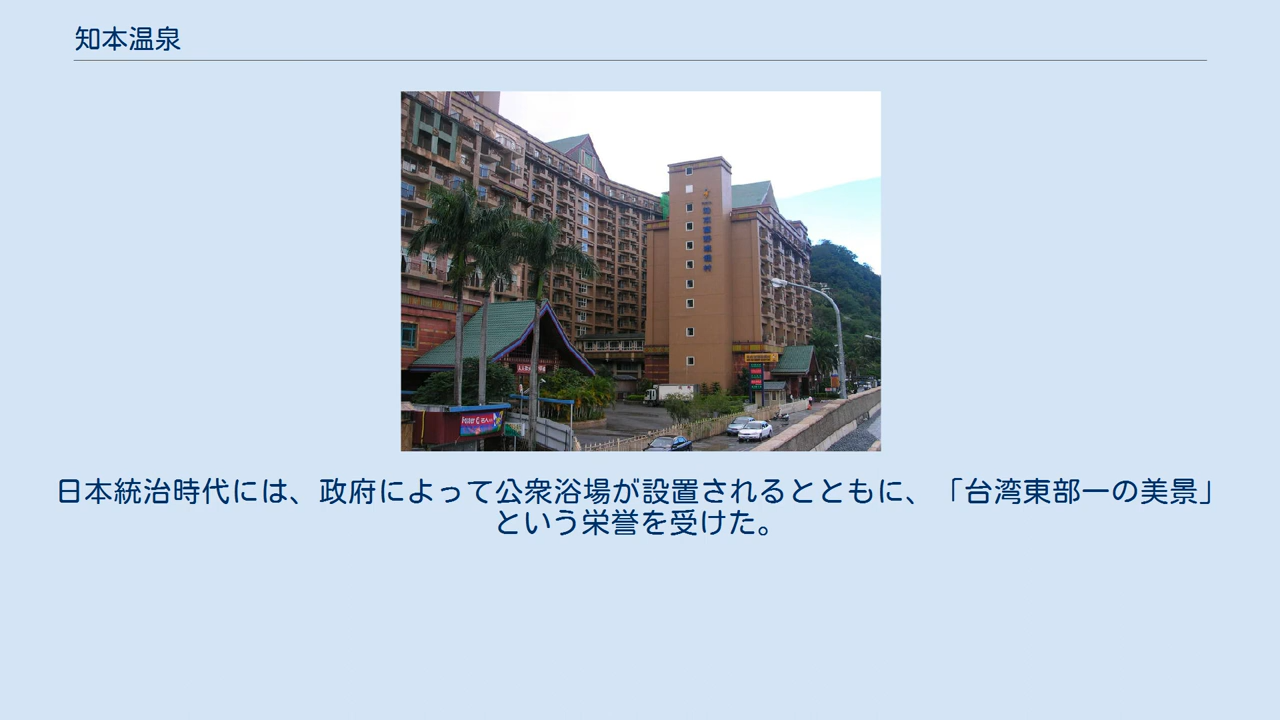 知本温泉
日本統治時代には、政府によって公衆浴場が設置されるとともに、「台湾東部一の美景」
という栄誉を受けた。